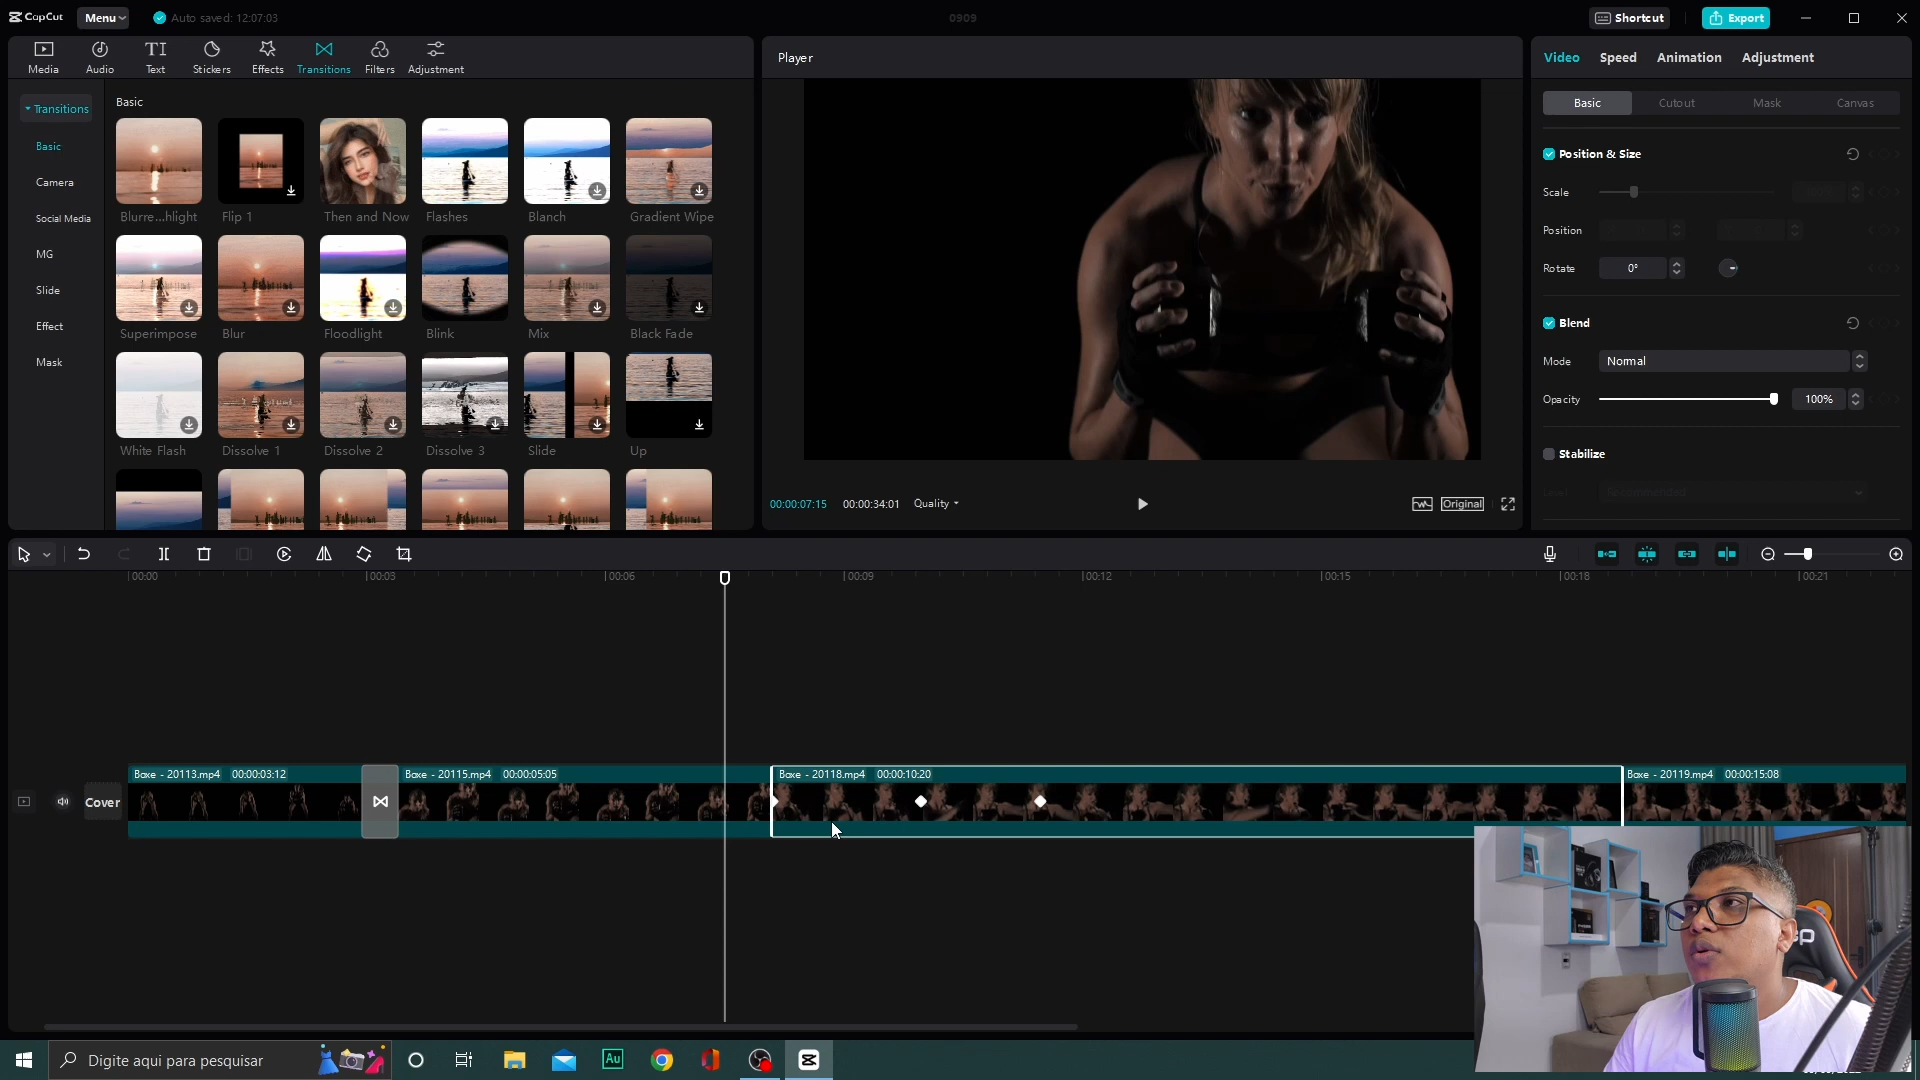 CapCut Menu Auto saved: 12:07:03 0909 Shortcut Export
Media Audio Text Stickers Effects Transitions Filters Adjustment
Player
Video Speed Animation Adjustment
Transitions
Basic
Camera
Social Media
MG
Slide
Effect
Mask
Basic
Blurre...hlight Flip 1 Then and Now Flashes Blanch Gradient Wipe
Superimpose Blur Floodlight Blink Mix Black Fade
White Flash Dissolve 1 Dissolve 2 Dissolve 3 Slide Up
00:00:07:15 00:00:34:01 Quality Original
Basic Cutout Mask Canvas
Position & Size
Scale
Position
Rotate 0°
Blend
Mode Normal
Opacity 100%
Stabilize
Level Recommended
00:00 00:03 00:06 00:09 00:12 00:15 00:18 00:21
Cover
Boxe - 20113.mp4 00:00:03:12
Boxe - 20115.mp4 00:00:05:05
Boxe - 20118.mp4 00:00:10:20
Boxe - 20119.mp4 00:00:15:08
Digite aqui para pesquisar
Au